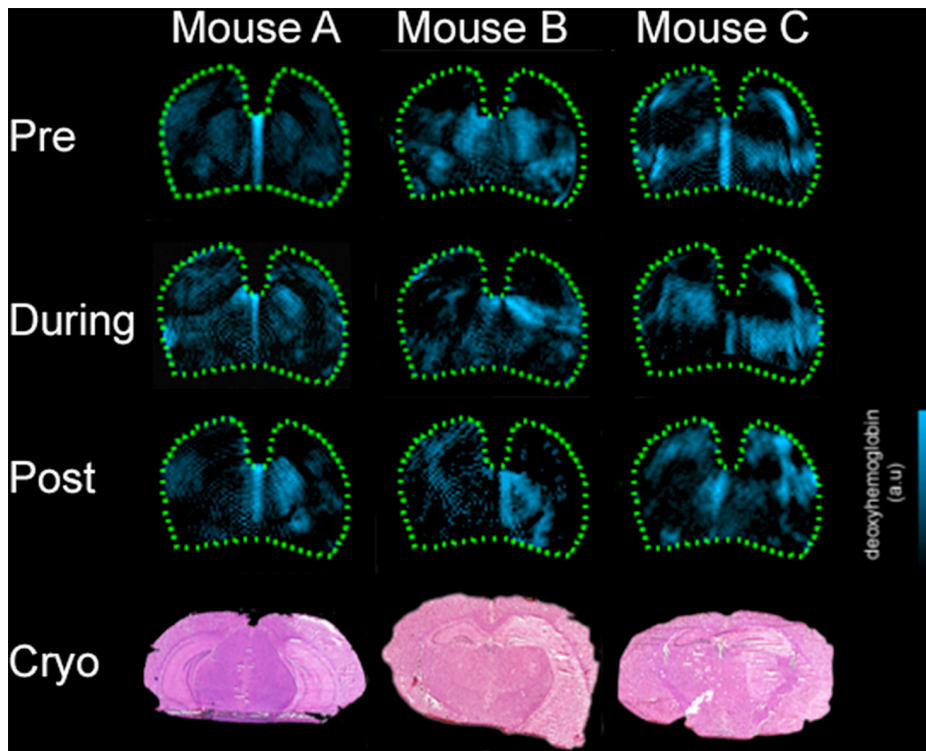 Mouse A Mouse B Mouse C
Pre
During
Post
deoxyhemoglobin
(a.u)
Cryo